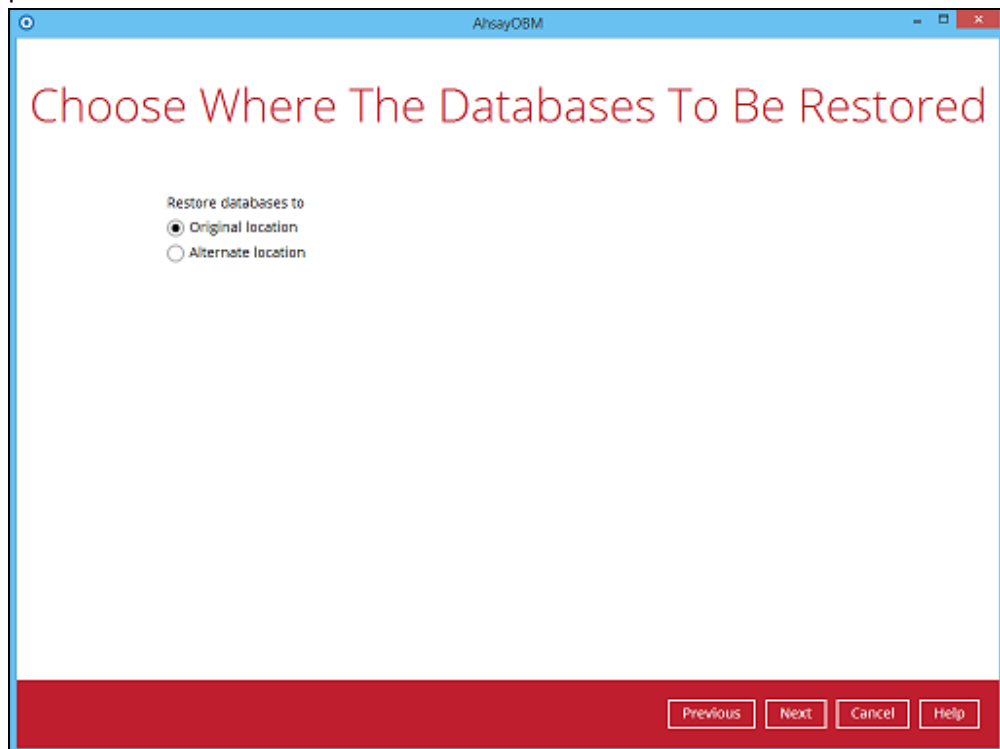 AhsayOBM
Choose Where The Databases To Be Restored
Restore databases to
Original location
Alternate location
Previous Next Cancel Help